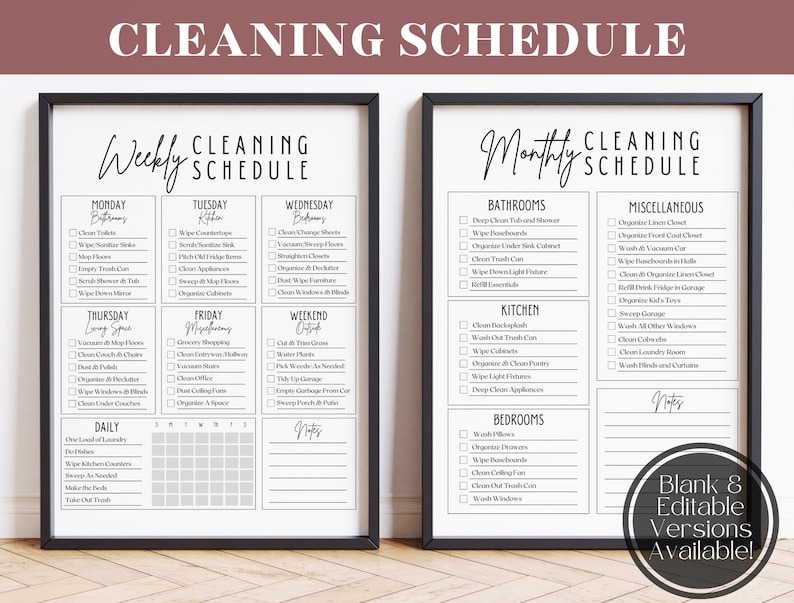 CLEANING SCHEDULE
Weekly CLEANING
SCHEDULE
MONDAY
Bathrooms
Clean Toilets
Wipe/Sanitize Sinks
Mop Floors
Empty Trash Can
Scrub Shower & Tub
Wipe Down Mirror
TUESDAY
Kitchen
Wipe Countertops
Scrub/Sanitize Sink
Pitch Old Fridge Items
Clean Appliances
Sweep & Mop Floors
Organize Cabinets
WEDNESDAY
Bedrooms
Clean/Change Sheets
Vacuum/Sweep Floors
Straighten Closets
Organize & Declutter
Dust/Wipe Furniture
Clean Windows & Blinds
THURSDAY
Living Space
Vacuum & Mop Floors
Clean Couch & Chairs
Dust & Polish
Organize & Declutter
Wipe Windows & Blinds
Clean Under Couches
FRIDAY
Miscellaneous
Grocery Shopping
Clean Entryway/Hallway
Vacuum Stairs
Clean Office
Dust Ceiling Fans
Organize A Space
WEEKEND
Outside
Cut & Trim Grass
Water Plants
Pick Weeds (As Needed)
Tidy Up Garage
Empty Garbage From Car
Sweep Porch & Patio
DAILY
S M T W T F S
One Load of Laundry
Do Dishes
Wipe Kitchen Counters
Sweep As Needed
Make the Beds
Take Out Trash
Notes
Monthly CLEANING
SCHEDULE
BATHROOMS
Deep Clean Tub and Shower
Wipe Baseboards
Organize Under Sink Cabinet
Clean Trash Can
Wipe Down Light Fixture
Refill Essentials
KITCHEN
Clean Backsplash
Wash Out Trash Can
Wipe Cabinets
Organize & Clean Pantry
Wipe Light Fixtures
Deep Clean Appliances
BEDROOMS
Wash Pillows
Organize Drawers
Wipe Baseboards
Clean Ceiling Fan
Clean Out Trash Can
Wash Windows
MISCELLANEOUS
Organize Linen Closet
Organize Front Coat Closet
Wash & Vacuum Car
Wipe Baseboards in Halls
Clean & Organize Linen Closet
Refill Drink Fridge in Garage
Organize Kid's Toys
Sweep Garage
Wash All Other Windows
Clean Cobwebs
Clean Laundry Room
Wash Blinds and Curtains
Notes
Blank &
Editable
Versions
Available!